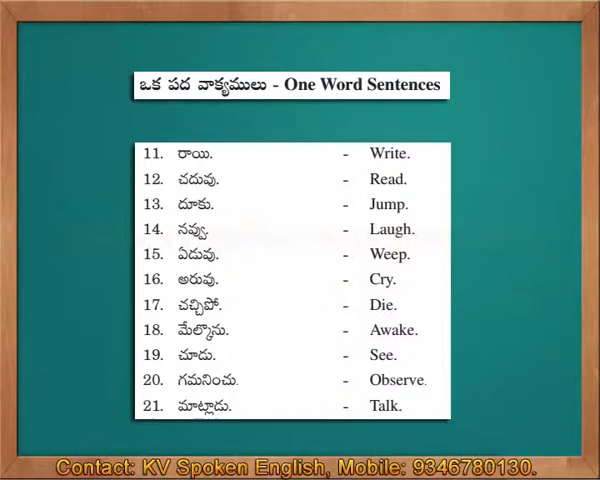 ఒక పద వాక్యములు - One Word Sentences
11. రాయి. - Write.
12. చదువు. - Read.
13. దూకు. - Jump.
14. నవ్వు. - Laugh.
15. ఏడువు. - Weep.
16. అరువు. - Cry.
17. చచ్చిపో. - Die.
18. మేల్కొను. - Awake.
19. చూడు. - See.
20. గమనించు. - Observe.
21. మాట్లాడు. - Talk.
Contact: KV Spoken English, Mobile: 9346780130.